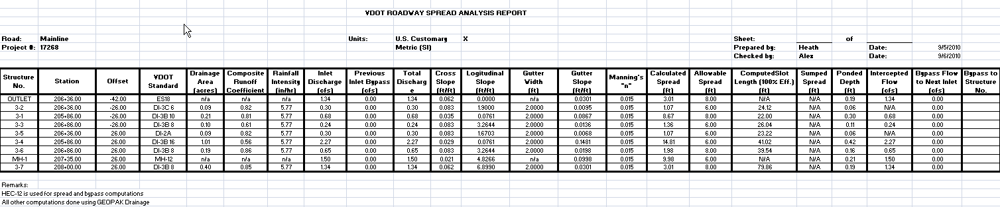 VDOT ROADWAY SPREAD ANALYSIS REPORT
Road: Mainline Units: U.S. Customary X Sheet: of
Project #: 17268 Metric (SI) Prepared by: Heath Date: 9/5/2010
Checked by: Alex Date: 9/6/2010
Structure No. Station Offset VDOT Standard Drainage Area (acres) Composite Runoff Coefficient Rainfall Intensity (in/hr) Inlet Discharge (cfs) Previous Inlet Bypass (cfs) Total Discharge Cross Slope (ft/ft) Logitudinal Slope (ft/ft) Gutter Width (ft) Gutter Slope (ft/ft) Manning's "n" Calculated Spread (ft) Allowable Spread (ft) ComputedSlot Length (100% Eff.) (ft) Sumped Spread (ft) Ponded Depth (ft) Intercepted Flow (cfs) Bypass Flow to Next Inlet (cfs) Bypass to Structure No.
OUTLET 206+36.00 -42.00 ES18 n/a n/a n/a 1.34 0.00 1.34 0.062 0.0000 n/a 0.0301 0.015 3.01 8.00 N/A N/A 0.19 1.34 0.00
3-2 206+36.00 -26.00 DI-3C 6 0.09 0.82 5.77 0.30 0.00 0.30 0.083 1.9000 2.0000 0.0095 0.015 1.07 6.00 24.12 N/A 0.06 N/A 0.00
3-1 205+86.00 -26.00 DI-3B 10 0.21 0.81 5.77 0.68 0.00 0.68 0.035 0.0761 2.0000 0.0867 0.015 8.67 6.00 22.00 N/A 0.30 0.68 0.00
3-3 206+86.00 -26.00 DI-3B 8 0.10 0.61 5.77 0.24 0.00 0.24 0.083 3.2644 2.0000 0.0136 0.015 1.36 6.00 26.04 N/A 0.11 0.24 0.00
3-5 206+36.00 26.00 DI-2A 0.09 0.82 5.77 0.30 0.00 0.30 0.083 1.6703 2.0000 0.0068 0.015 1.07 6.00 23.22 N/A 0.06 N/A 0.00
3-4 205+86.00 26.00 DI-3B 16 1.01 0.56 5.77 2.27 0.00 2.27 0.029 0.0761 2.0000 0.1481 0.015 14.81 6.00 41.02 N/A 0.42 2.27 0.00
3-6 206+86.00 26.00 DI-3B 8 0.19 0.86 5.77 0.65 0.00 0.65 0.083 3.2644 2.0000 0.0198 0.015 1.98 8.00 39.54 N/A 0.16 0.65 0.00
MH-1 207+35.00 26.00 MH-12 n/a n/a n/a 1.50 0.00 1.50 0.021 4.8266 n/a 0.0998 0.015 9.98 6.00 N/A N/A 0.21 1.50 0.00
3-7 208+00.00 26.00 DI-3B 8 0.40 0.85 5.77 1.34 0.00 1.34 0.062 6.8990 2.0000 0.0301 0.015 3.01 8.00 79.86 N/A 0.19 1.34 0.00
Remarks:
HEC-12 is used for spread and bypass computations
All other computations done using GEOPAK Drainage